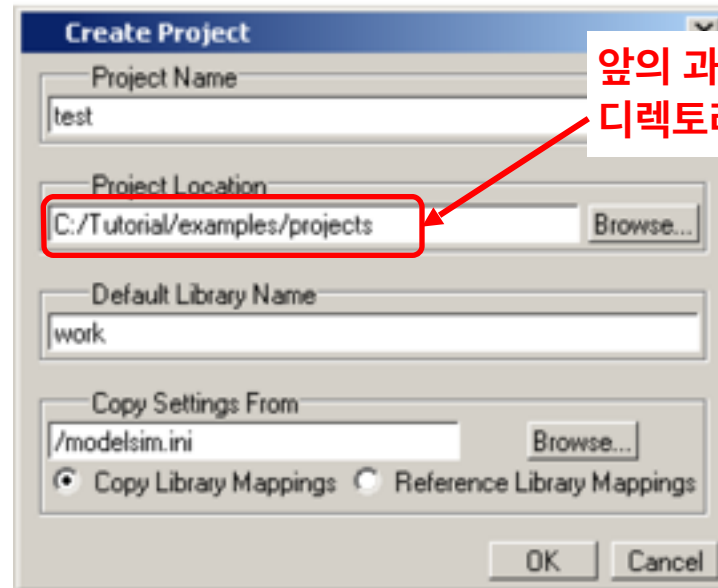 Create Project
앞의 과
디렉토리
Project Name
test
Project Location
C:/Tutorial/examples/projects
Browse...
Default Library Name
work
Copy Settings From
/modelsim.ini
Browse...
Copy Library Mappings
Reference Library Mappings
OK
Cancel